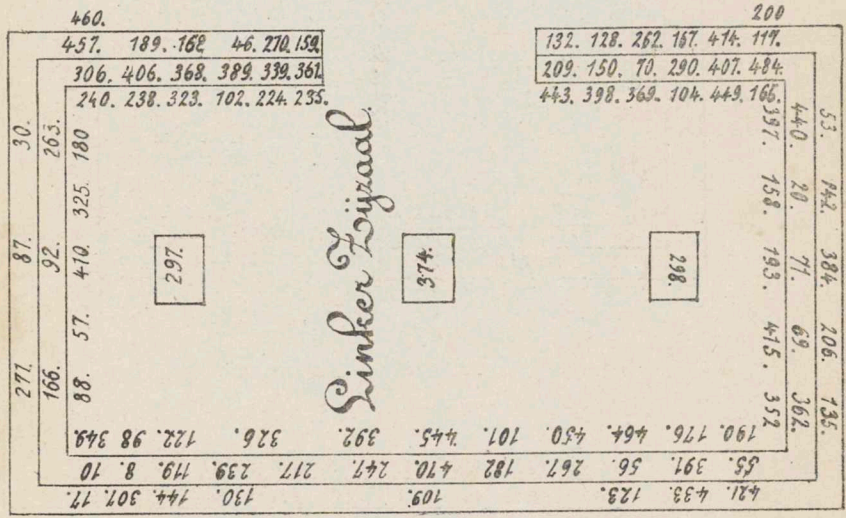 460.
457. 189. 168 46. 270. 159.
306. 406. 368. 389. 339. 361.
240. 238. 323. 102. 224. 235.
200
132. 128. 262. 167. 414. 117.
209. 150. 70. 290. 407. 484.
443. 398. 369. 104. 449. 165.
277. 87. 30.
166. 92. 263.
88. 57. 410. 325. 180
297.
Linker Zijzaal.
374.
298.
397. 158. 193. 415. 352
440. 20. 71. 69. 362.
53. 142. 384. 206. 135.
190. 176. 464. 450. 101. 445. 392. 326. 122. 98 349.
55. 391. 56. 267. 182 470. 247. 217. 239. 119. 8. 10
421. 433. 123. 109. 130. 144. 307. 17.